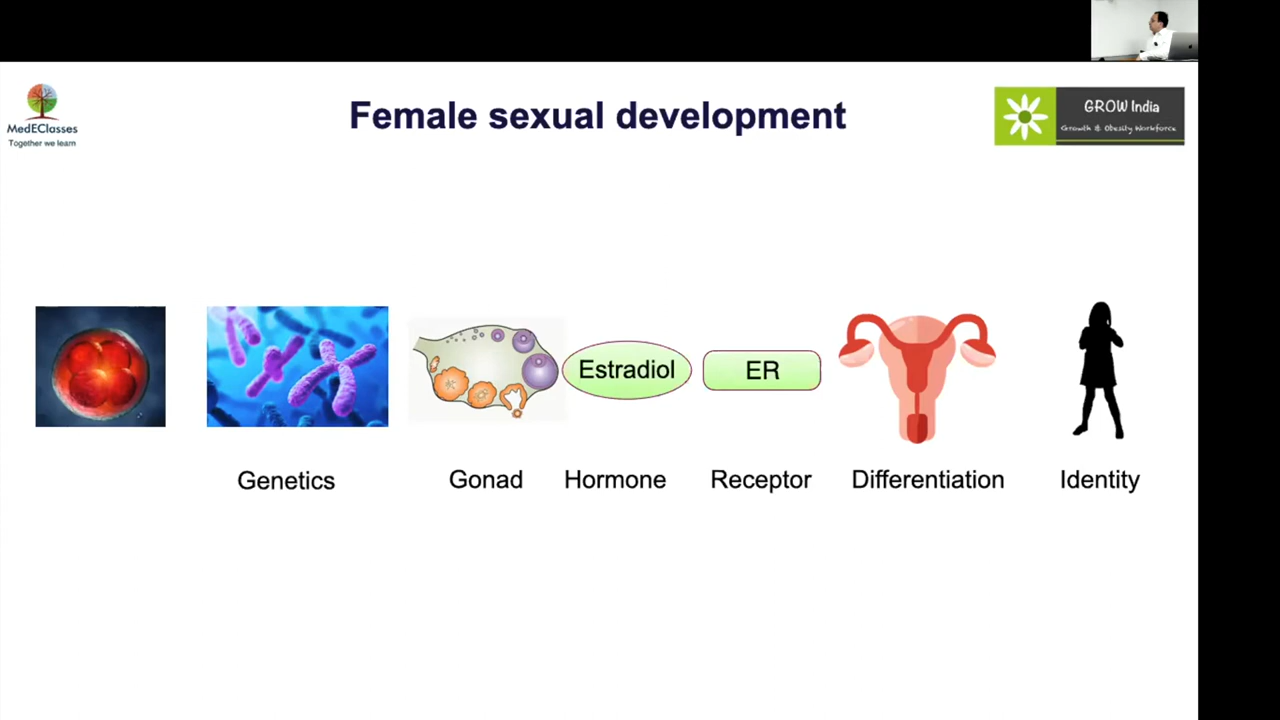 Female sexual development
MedEClasses
Together we learn
GROW India
Growth & Obesity Workforce
Estradiol
ER
Genetics
Gonad
Hormone
Receptor
Differentiation
Identity